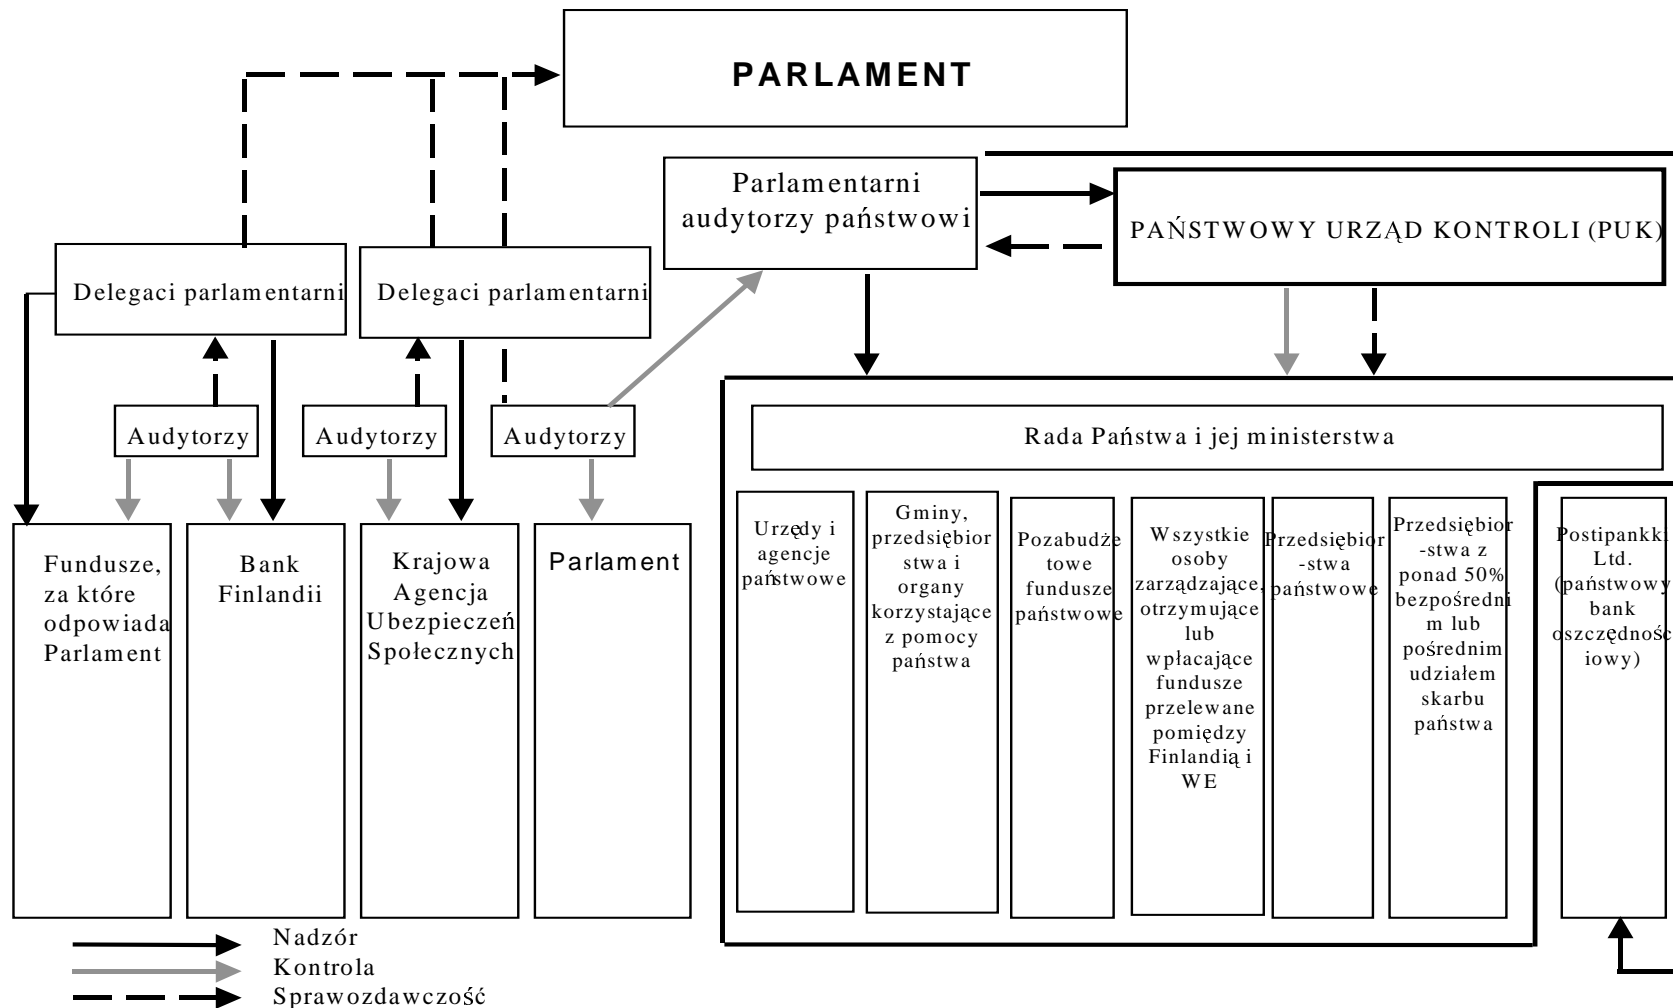 PARLAMENT
Parlamentarni
audytorzy państwowi
PAŃSTWOWY URZĄD KONTROLI (PUK)
Delegaci parlamentarni
Delegaci parlamentarni
Audytorzy
Audytorzy
Audytorzy
Rada Państwa i jej ministerstwa
Fundusze,
za które
odpowiada
Parlament
Bank
Finlandii
Krajowa
Agencja
Ubezpieczeń
Społecznych
Parlament
Urzędy i
agencje
państwowe
Gminy,
przedsiębior
stwa i
organy
korzystające
z pomocy
państwa
Pozabudże
towe
fundusze
państwowe
Wszystkie
osoby
zarządzające,
otrzymujące
lub
wpłacające
fundusze
przelewane
pomiędzy
Finlandią i
WE
Przedsiębior
-stwa
państwowe
Przedsiębior
-stwa z
ponad 50%
bezpośredni
m lub
pośrednim
udziałem
skarbu
państwa
Postipankki
Ltd.
(państwowy
bank
oszczędnośc
iowy)
Nadzór
Kontrola
Sprawozdawczość